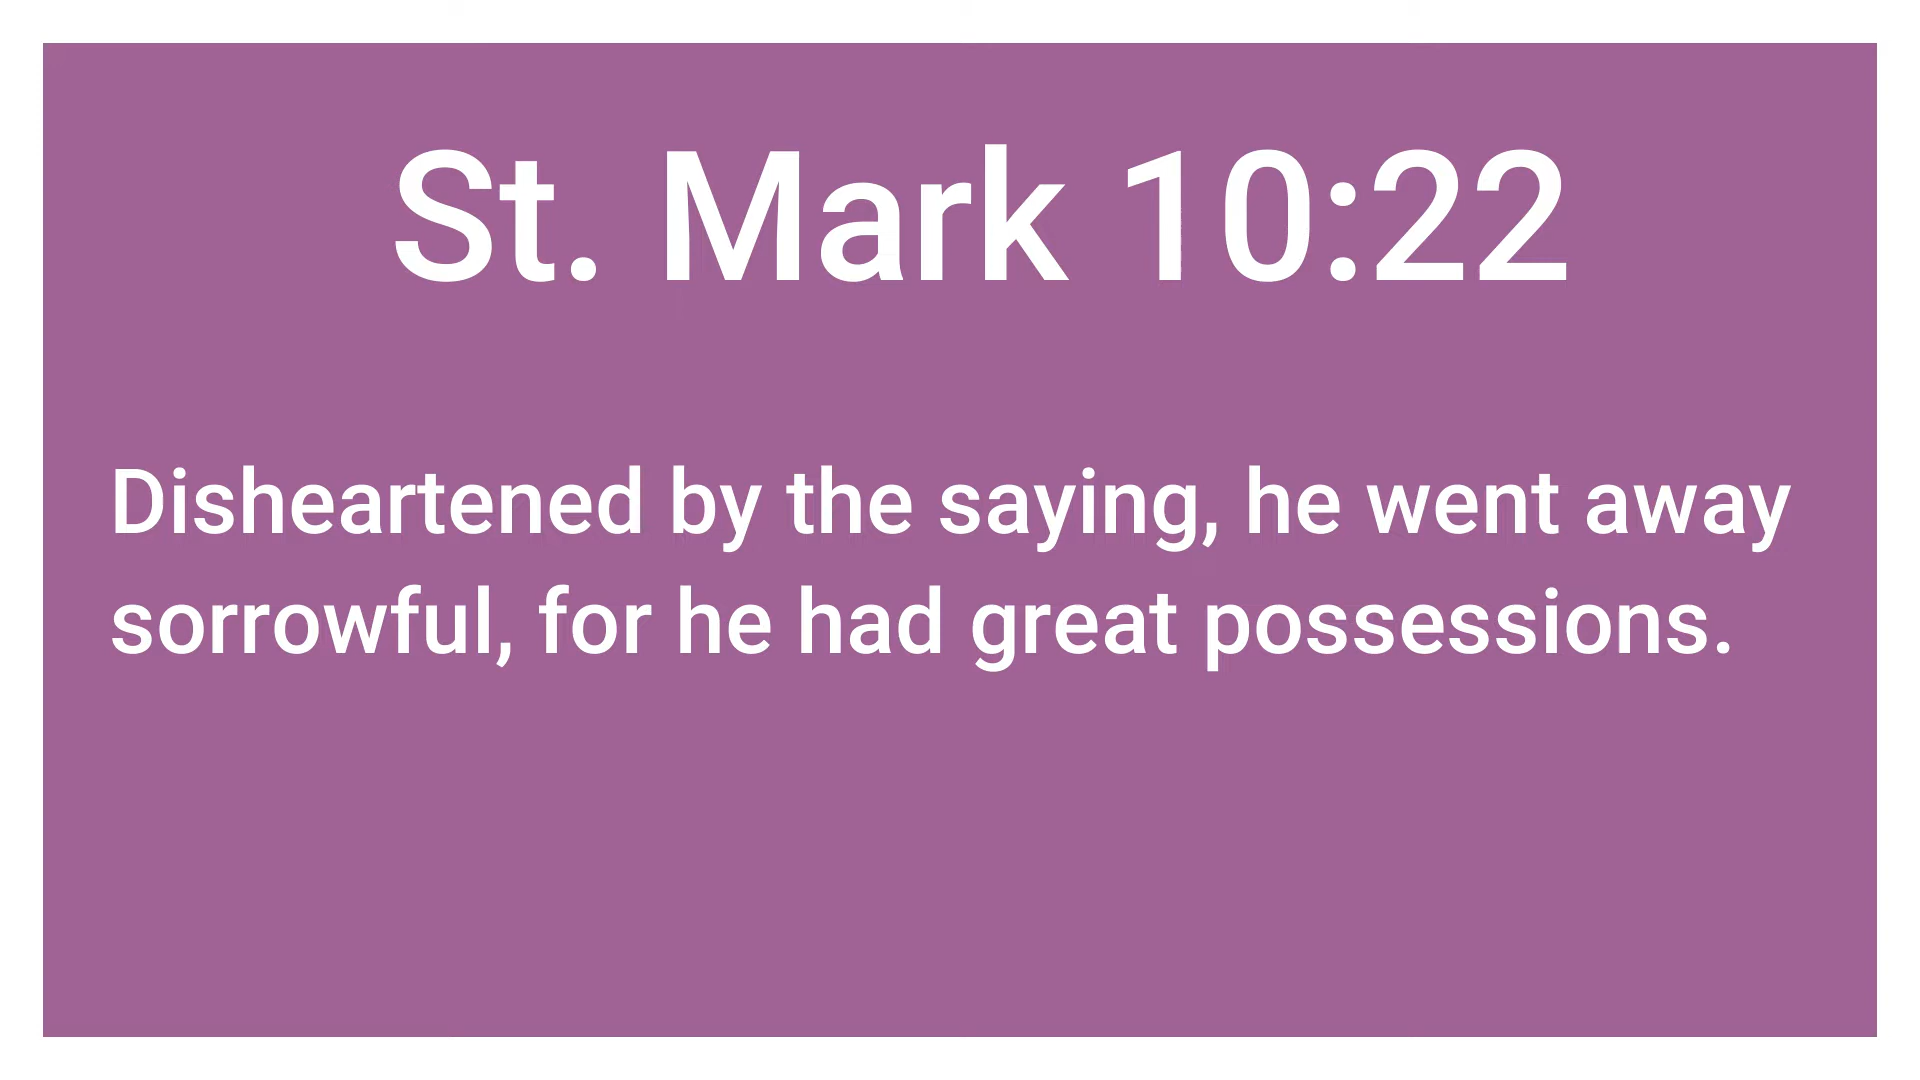 St. Mark 10:22
Disheartened by the saying, he went away
sorrowful, for he had great possessions.